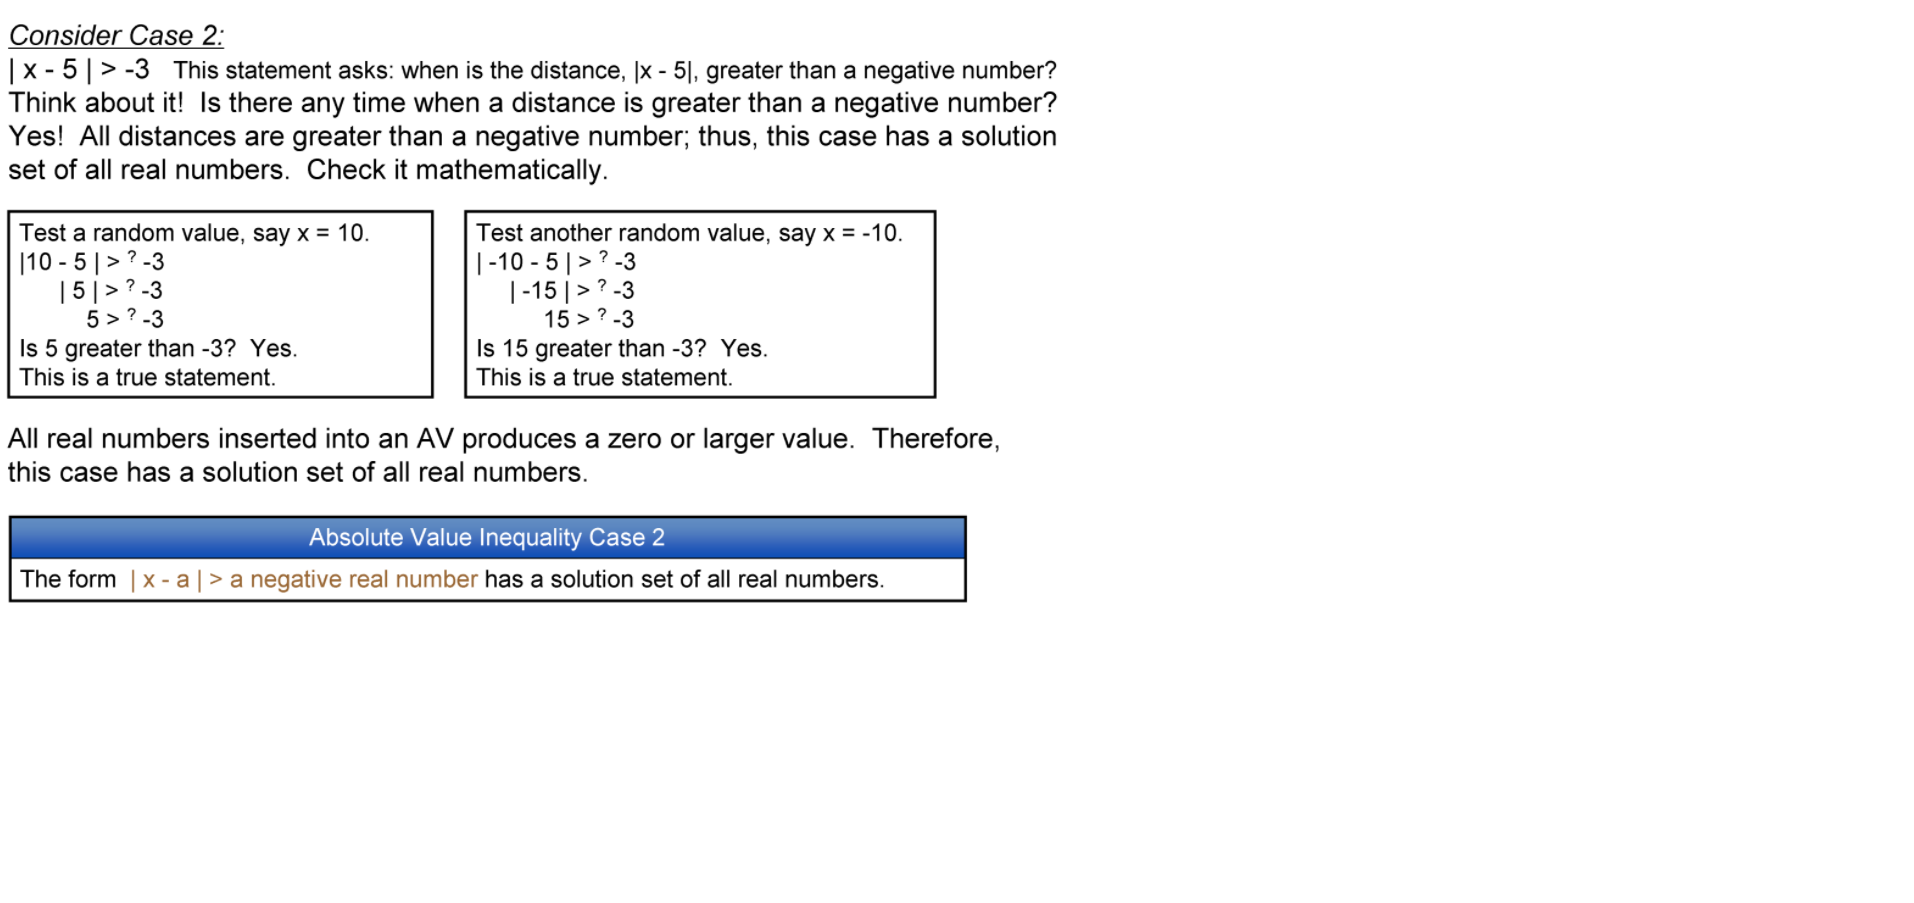 Consider Case 2:
| x - 5 | > -3   This statement asks: when is the distance, |x - 5|, greater than a negative number?
Think about it!  Is there any time when a distance is greater than a negative number?
Yes!  All distances are greater than a negative number; thus, this case has a solution
set of all real numbers.  Check it mathematically.
Test a random value, say x = 10.
|10 - 5 | > ? -3
| 5 | > ? -3
5 > ? -3
Is 5 greater than -3?  Yes.
This is a true statement.
Test another random value, say x = -10.
| -10 - 5 | > ? -3
| -15 | > ? -3
15 > ? -3
Is 15 greater than -3?  Yes.
This is a true statement.
All real numbers inserted into an AV produces a zero or larger value.  Therefore,
this case has a solution set of all real numbers.
Absolute Value Inequality Case 2
The form  | x - a | > a negative real number has a solution set of all real numbers.